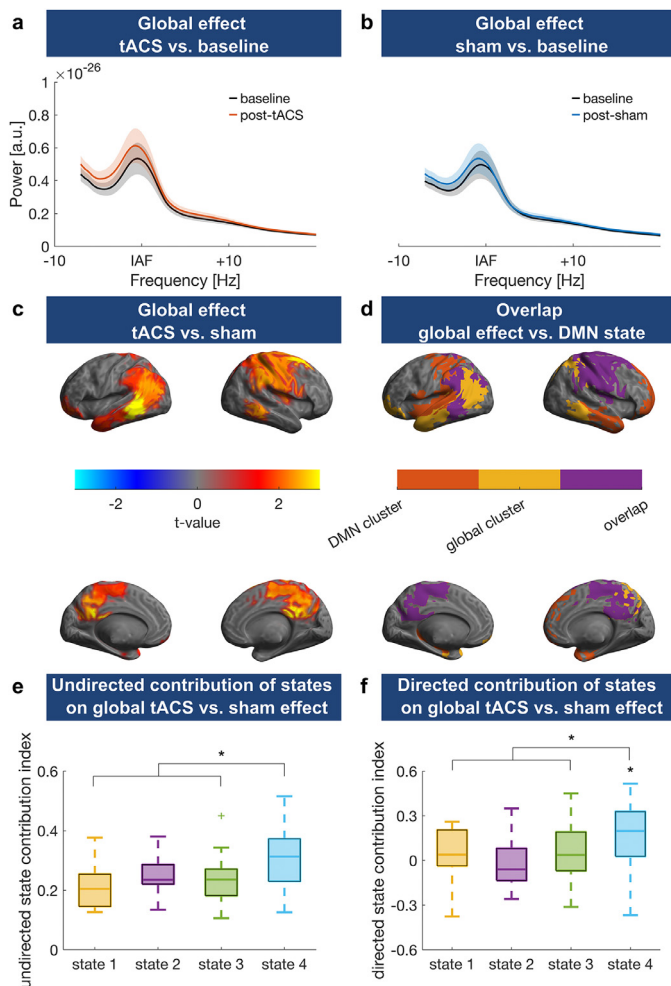 a
Global effect
tACS vs. baseline
b
Global effect
sham vs. baseline
×10^-26
1
0.8
0.6
0.4
0.2
0
Power [a.u.]
baseline
post-tACS
-10 IAF +10
Frequency [Hz]
baseline
post-sham
-10 IAF +10
Frequency [Hz]
c
Global effect
tACS vs. sham
d
Overlap
global effect vs. DMN state
-2 0 2
t-value
DMN cluster
global cluster
overlap
e
Undirected contribution of states
on global tACS vs. sham effect
f
Directed contribution of states
on global tACS vs. sham effect
undirected state contribution index
0.6
0.4
0.2
0
*
+
state 1 state 2 state 3 state 4
directed state contribution index
0.6
0.3
0
-0.3
-0.6
*
*
state 1 state 2 state 3 state 4